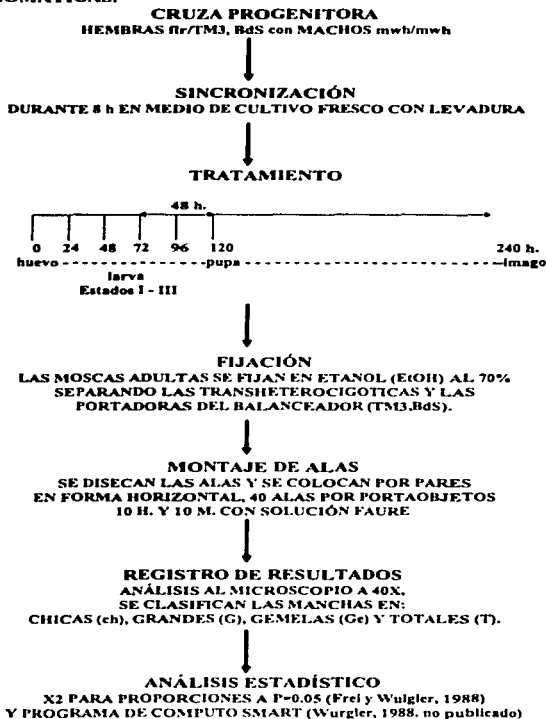 CRUZA PROGENITORA
HEMBRAS flr/TM3, BdS con MACHOS mwh/mwh
SINCRONIZACIÓN
DURANTE 8 h EN MEDIO DE CULTIVO FRESCO CON LEVADURA
TRATAMIENTO
48 h.
0 24 48 72 96 120 240 h.
huevo - - - - - - - - - - - - - - - -pupa- - - - - - - - - - - - - - - - - - - - - - - - - - - - - - -imago
larva
Estados I - III
FIJACIÓN
LAS MOSCAS ADULTAS SE FIJAN EN ETANOL (EtOH) AL 70%
SEPARANDO LAS TRANSHETEROCIGOTICAS Y LAS
PORTADORAS DEL BALANCEADOR (TM3,BdS).
MONTAJE DE ALAS
SE DISECAN LAS ALAS Y SE COLOCAN POR PARES
EN FORMA HORIZONTAL, 40 ALAS POR PORTAOBJETOS
10 H. Y 10 M. CON SOLUCIÓN FAURE
REGISTRO DE RESULTADOS
ANÁLISIS AL MICROSCOPIO A 40X,
SE CLASIFICAN LAS MANCHAS EN:
CHICAS (ch), GRANDES (G), GEMELAS (Ge) Y TOTALES (T).
ANÁLISIS ESTADÍSTICO
X2 PARA PROPORCIONES A P=0.05 (Frei y Wulgler, 1988)
Y PROGRAMA DE COMPUTO SMART (Wurgler, 1988. no publicado)